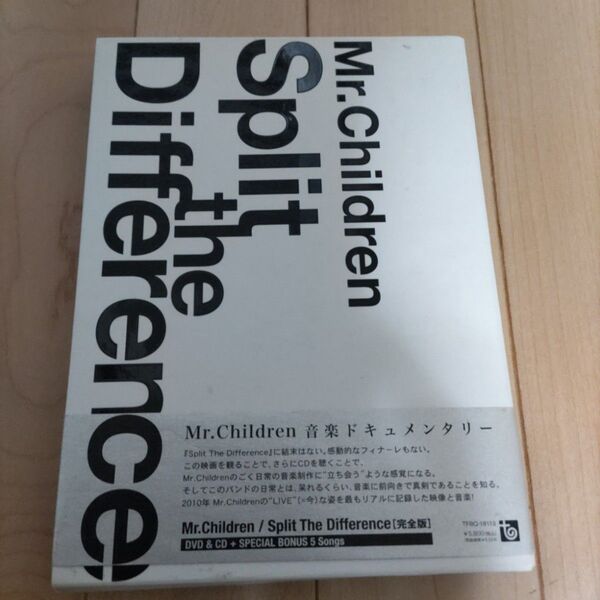 Mr.Children
Split
the
Difference
Mr.Children 音楽ドキュメンタリー
『Split The Difference』に結末はない。感動的なフィナーレもない。
この映画を観ることで、さらにCDを聴くことで、
Mr.Childrenのごく日常の音楽制作に"立ち会う"ような感覚になる。
そしてこのバンドの日常とは、呆れるくらい、音楽に前向きで真剣であることを知る。
2010年 Mr.Childrenの"LIVE"(×今)な姿を最もリアルに記録した映像と音楽!
Mr.Children / Split The Difference[完全版]
DVD & CD + SPECIAL BONUS 5 Songs
TFBQ-18113